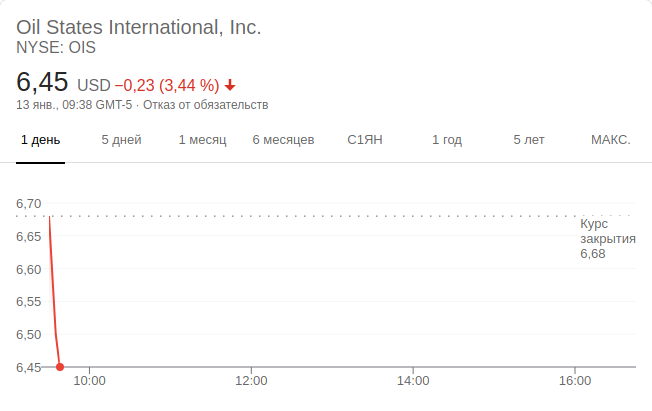 Oil States International, Inc.
NYSE: OIS
6,45 USD −0,23 (3,44 %)
13 янв., 09:38 GMT-5 · Отказ от обязательств
1 день 5 дней 1 месяц 6 месяцев С1ЯН 1 год 5 лет МАКС.
6,70
Курс
6,65
закрытия
6,68
6,60
6,55
6,50
6,45
10:00 12:00 14:00 16:00